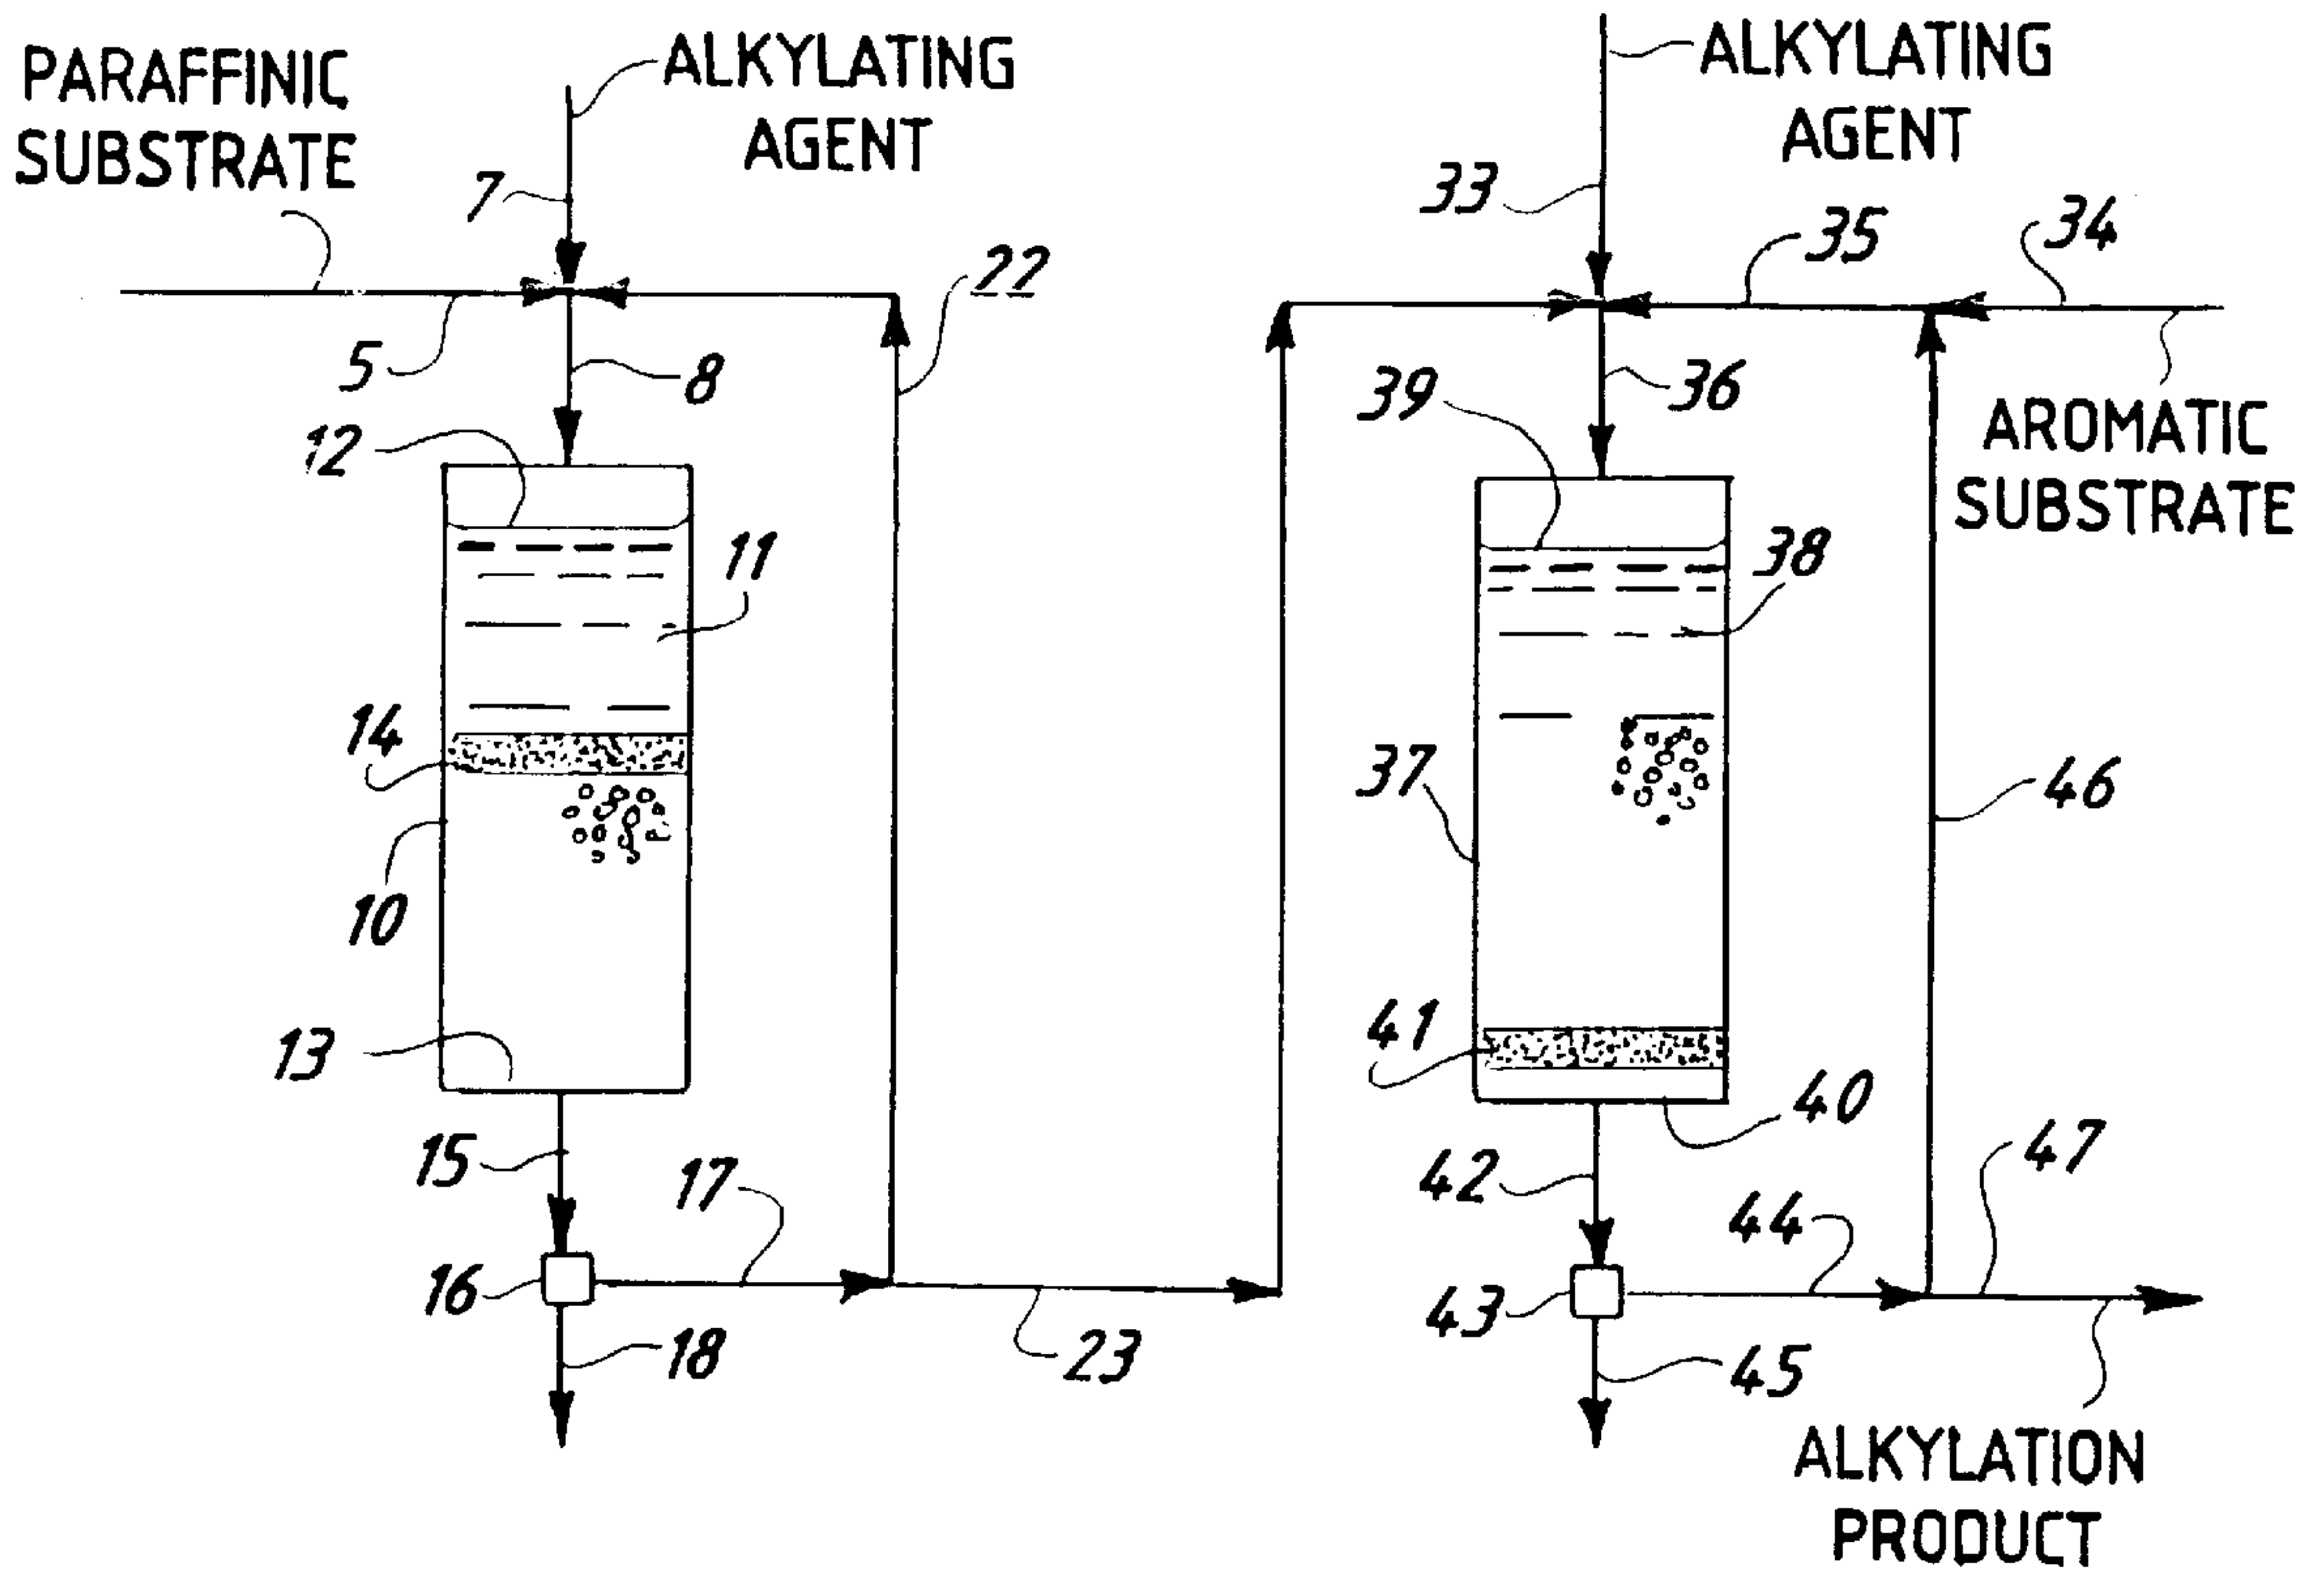 PARAFFINIC
SUBSTRATE
ALKYLATING
AGENT
7
5
8
22
12
11
14
10
13
15
16
17
18
23
ALKYLATING
AGENT
33
35
34
36
39
AROMATIC
SUBSTRATE
38
37
46
41
40
42
47
44
43
45
ALKYLATION
PRODUCT